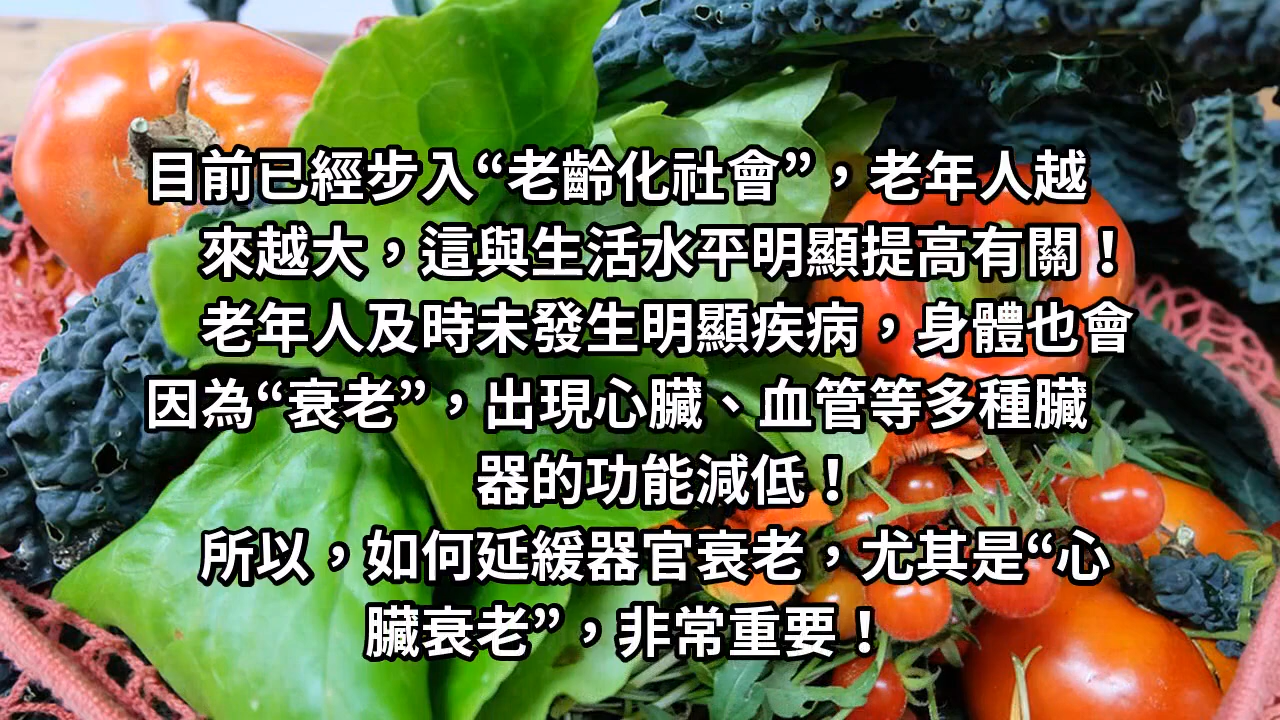 目前已經步入“老齡化社會”，老年人越
來越大，這與生活水平明顯提高有關！
老年人及時未發生明顯疾病，身體也會
因為“衰老”，出現心臟、血管等多種臟
器的功能減低！
所以，如何延緩器官衰老，尤其是“心
臟衰老”，非常重要！